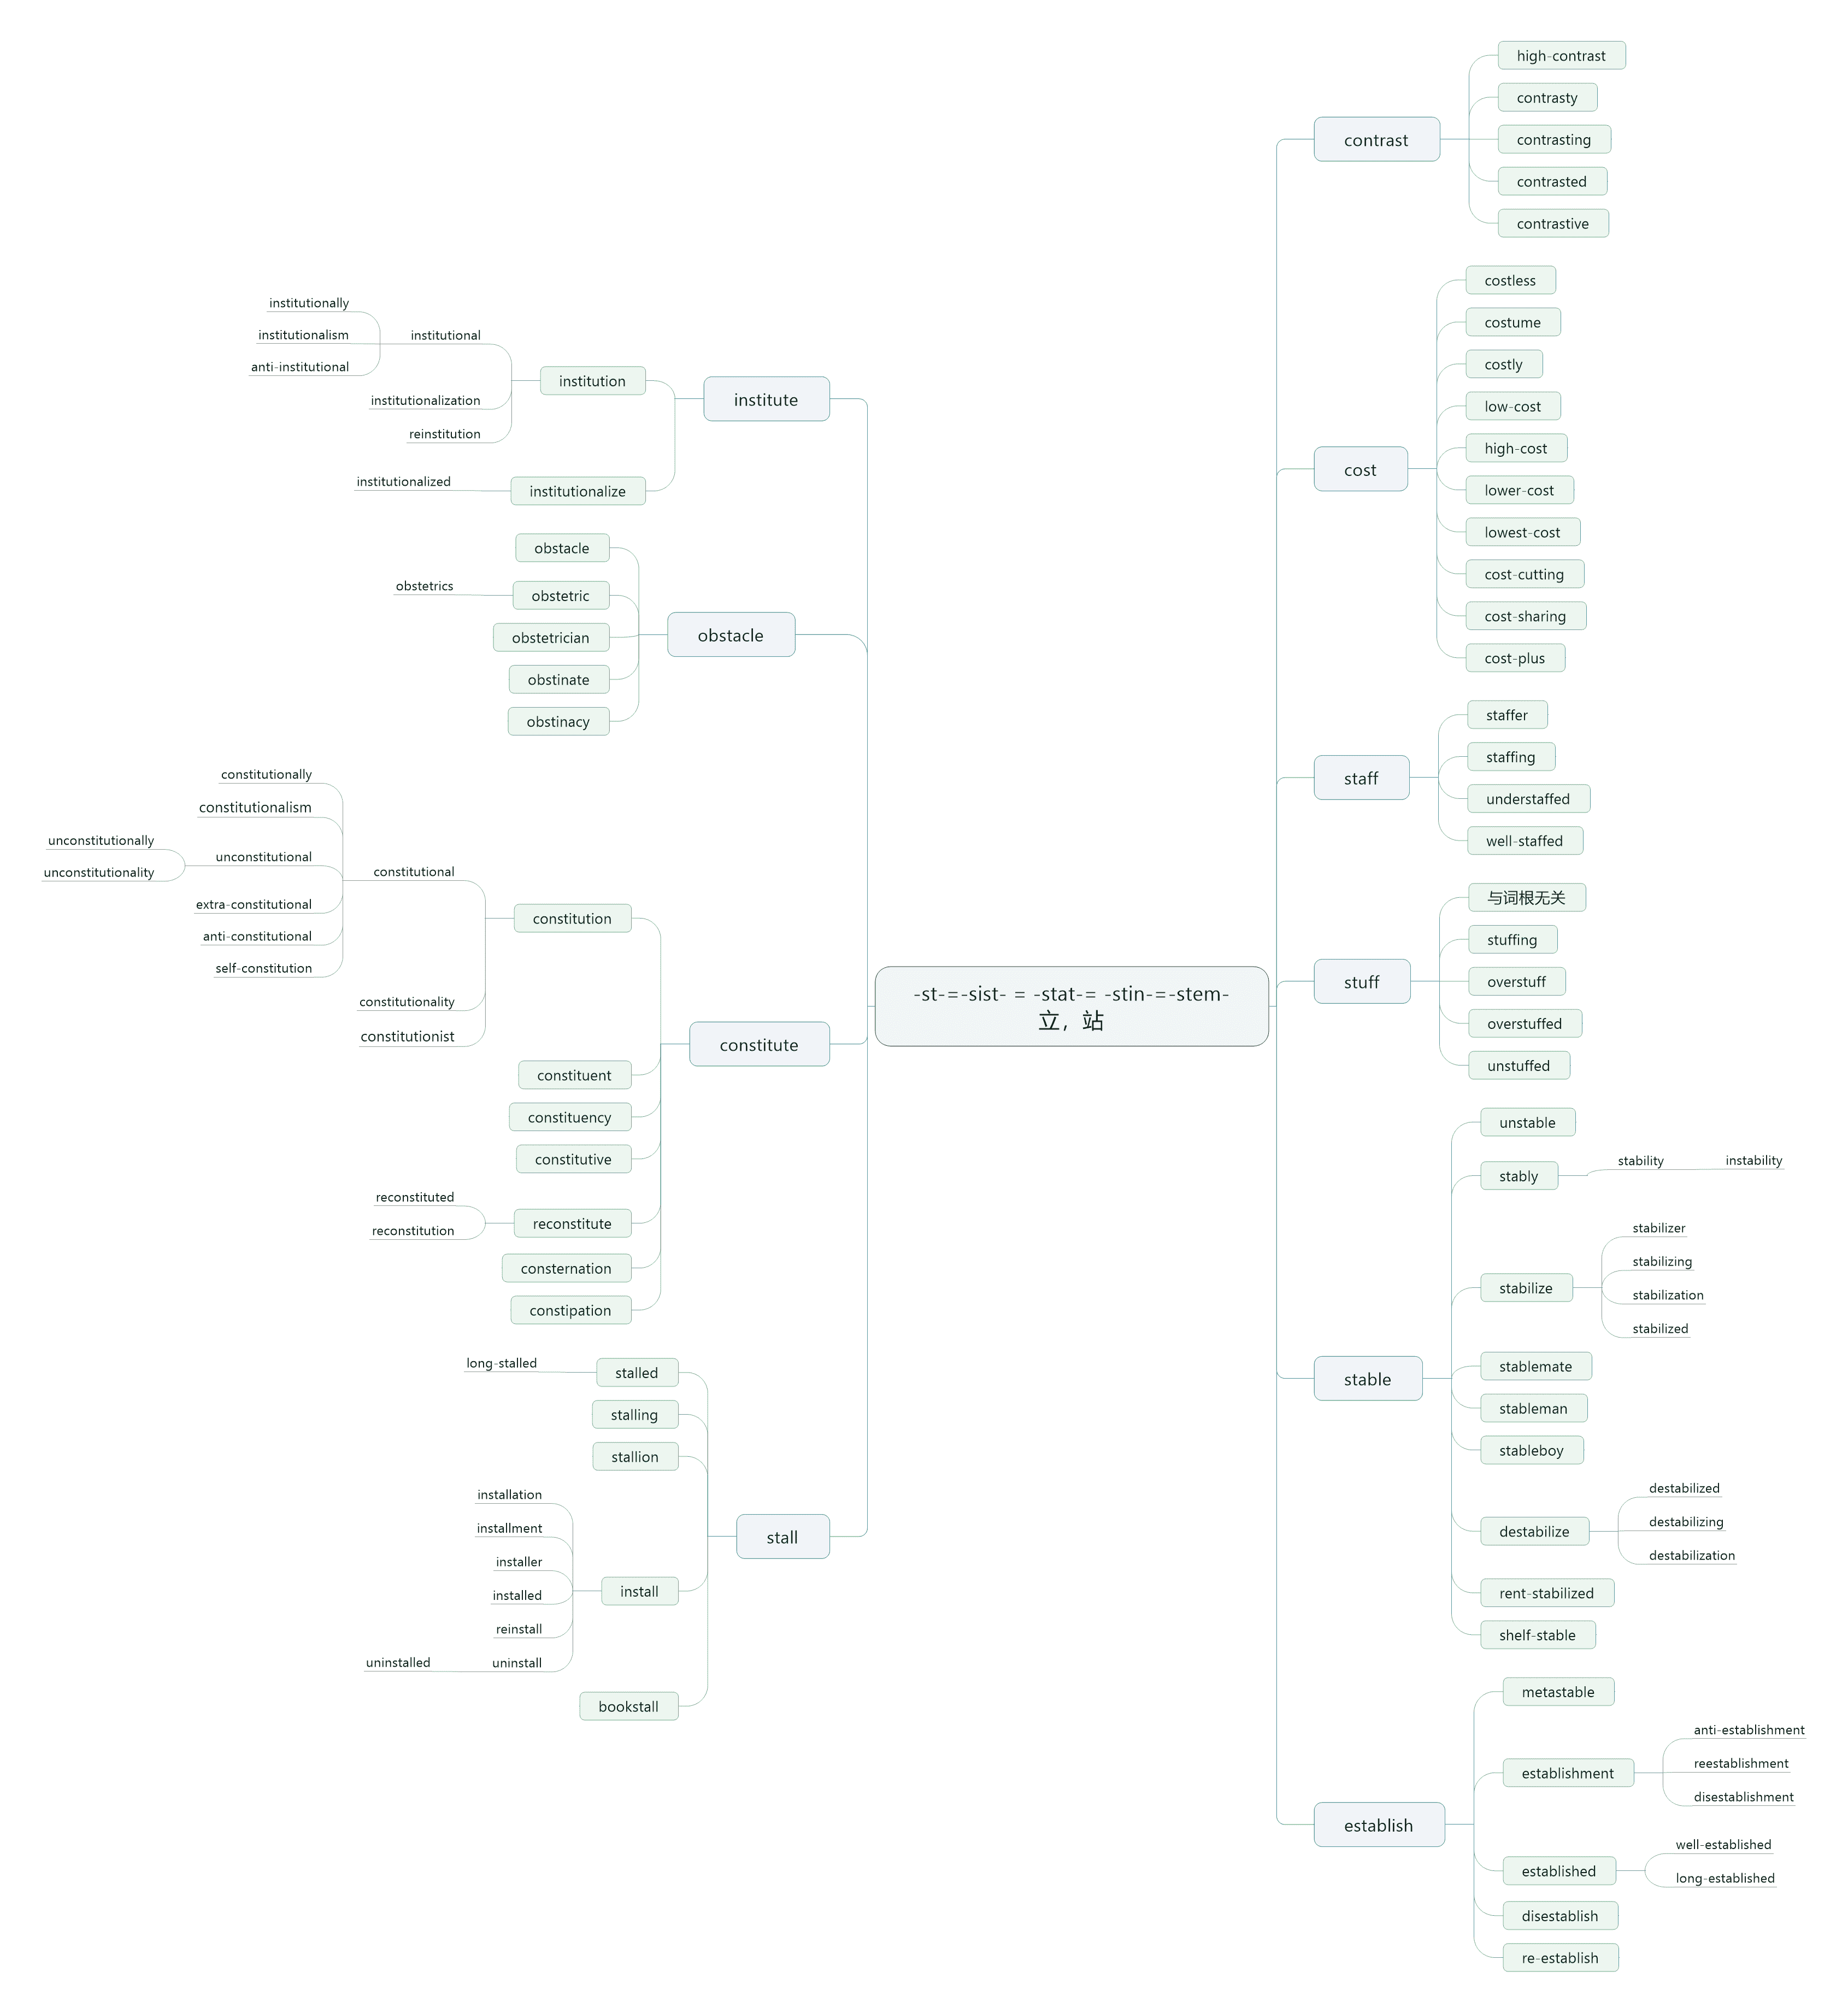 -st-=-sist- = -stat-= -stin-=-stem-
立，站
contrast
high-contrast
contrasty
contrasting
contrasted
contrastive
cost
costless
costume
costly
low-cost
high-cost
lower-cost
lowest-cost
cost-cutting
cost-sharing
cost-plus
staff
staffer
staffing
understaffed
well-staffed
stuff
与词根无关
stuffing
overstuff
overstuffed
unstuffed
stable
unstable
stably
stability
instability
stabilize
stabilizer
stabilizing
stabilization
stabilized
stablemate
stableman
stableboy
destabilize
destabilized
destabilizing
destabilization
rent-stabilized
shelf-stable
establish
metastable
establishment
anti-establishment
reestablishment
disestablishment
established
well-established
long-established
disestablish
re-establish
institute
institution
institutional
institutionally
institutionalism
anti-institutional
institutionalization
reinstitution
institutionalize
institutionalized
obstacle
obstacle
obstetric
obstetrics
obstetrician
obstinate
obstinacy
constitute
constitution
constitutional
constitutionally
constitutionalism
unconstitutional
unconstitutionally
unconstitutionality
extra-constitutional
anti-constitutional
self-constitution
constitutionality
constitutionist
constituent
constituency
constitutive
reconstitute
reconstituted
reconstitution
consternation
constipation
stall
stalled
long-stalled
stalling
stallion
install
installation
installment
installer
installed
reinstall
uninstall
uninstalled
bookstall